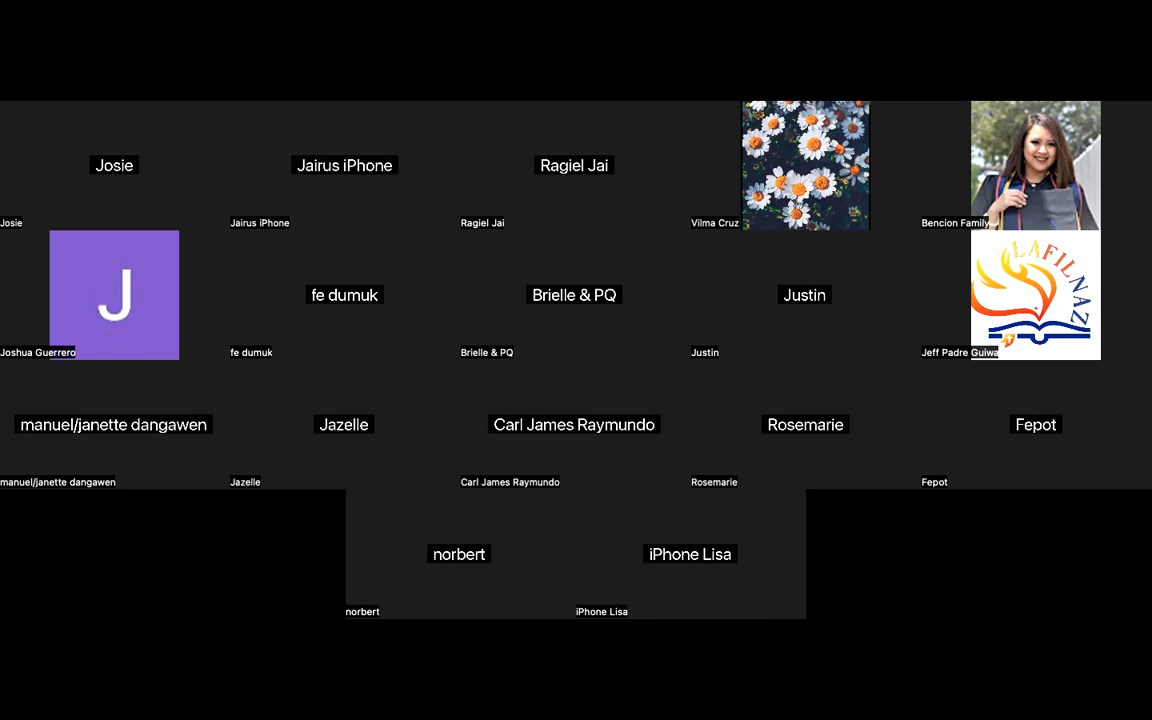 Josie
Jairus iPhone
Ragiel Jai
Josie
Jairus iPhone
Ragiel Jai
Vilma Cruz
Bencion Family
J
fe dumuk
Brielle & PQ
Justin
LAFILNAZ
Joshua Guerrero
fe dumuk
Brielle & PQ
Justin
Jeff Padre Guiwa
manuel/janette dangawen
Jazelle
Carl James Raymundo
Rosemarie
Fepot
manuel/janette dangawen
Jazelle
Carl James Raymundo
Rosemarie
Fepot
norbert
iPhone Lisa
norbert
iPhone Lisa